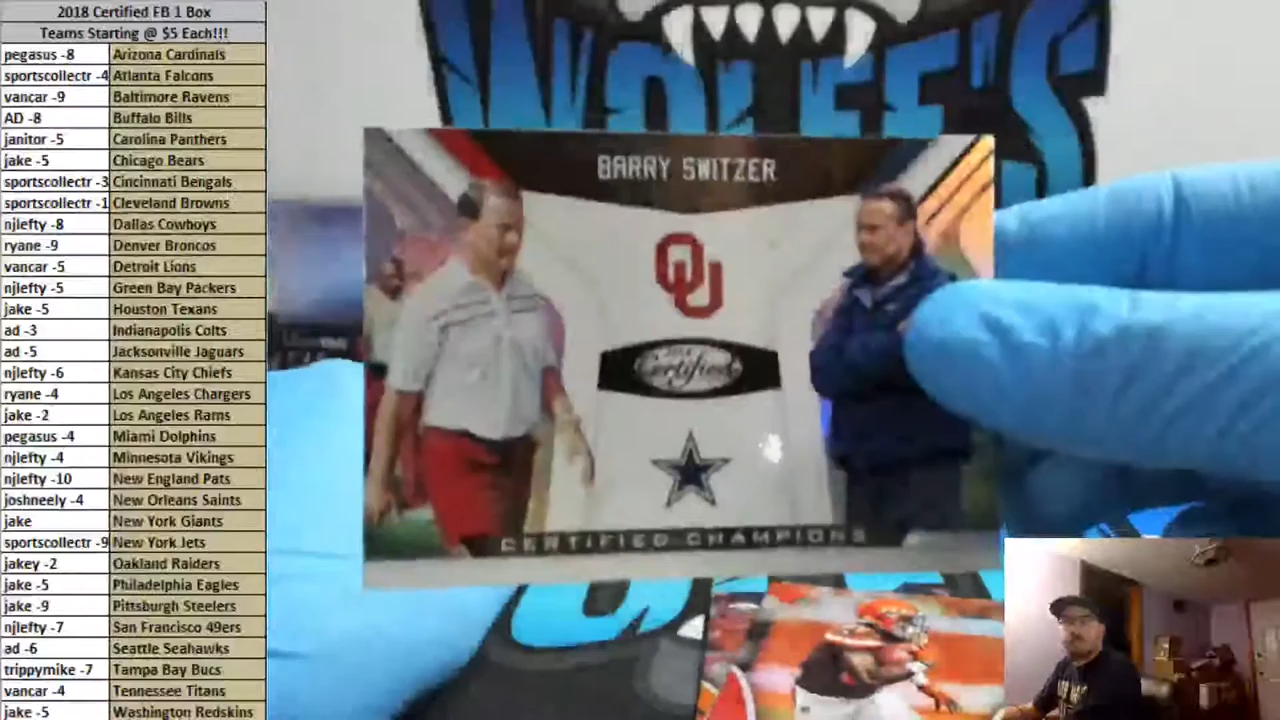 2018 Certified FB 1 Box
Teams Starting @ $5 Each!!!
pegasus -8 Arizona Cardinals
sportscollectr -4 Atlanta Falcons
vancar -9 Baltimore Ravens
AD -8 Buffalo Bills
janitor -5 Carolina Panthers
jake -5 Chicago Bears
sportscollectr -3 Cincinnati Bengals
sportscollectr -1 Cleveland Browns
njlefty -8 Dallas Cowboys
ryane -9 Denver Broncos
vancar -5 Detroit Lions
njlefty -5 Green Bay Packers
jake -5 Houston Texans
ad -3 Indianapolis Colts
ad -5 Jacksonville Jaguars
njlefty -6 Kansas City Chiefs
ryane -4 Los Angeles Chargers
jake -2 Los Angeles Rams
pegasus -4 Miami Dolphins
njlefty -4 Minnesota Vikings
njlefty -10 New England Pats
joshneely -4 New Orleans Saints
jake New York Giants
sportscollectr -9 New York Jets
jakey -2 Oakland Raiders
jake -5 Philadelphia Eagles
jake -9 Pittsburgh Steelers
njlefty -7 San Francisco 49ers
ad -6 Seattle Seahawks
trippymike -7 Tampa Bay Bucs
vancar -4 Tennessee Titans
jake -5 Washington Redskins
WOLFF'S
BARRY SWITZER
OU
Certified
CERTIFIED CHAMPIONS